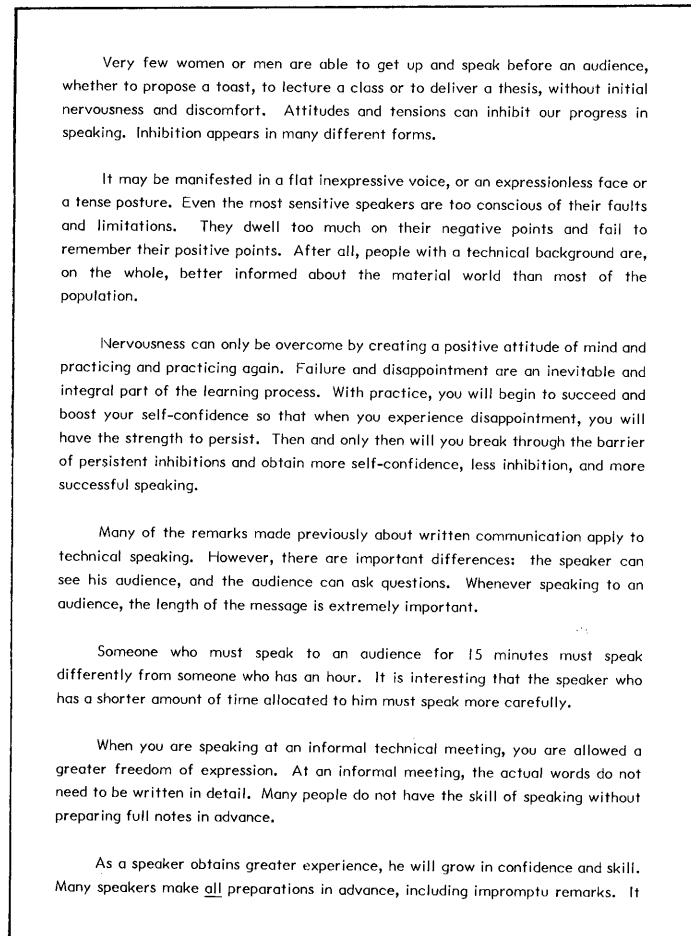 Very few women or men are able to get up and speak before an audience,
whether to propose a toast, to lecture a class or to deliver a thesis, without initial
nervousness and discomfort. Attitudes and tensions can inhibit our progress in
speaking. Inhibition appears in many different forms.
It may be manifested in a flat inexpressive voice, or an expressionless face or
a tense posture. Even the most sensitive speakers are too conscious of their faults
and limitations. They dwell too much on their negative points and fail to
remember their positive points. After all, people with a technical background are,
on the whole, better informed about the material world than most of the
population.
Nervousness can only be overcome by creating a positive attitude of mind and
practicing and practicing again. Failure and disappointment are an inevitable and
integral part of the learning process. With practice, you will begin to succeed and
boost your self-confidence so that when you experience disappointment, you will
have the strength to persist. Then and only then will you break through the barrier
of persistent inhibitions and obtain more self-confidence, less inhibition, and more
successful speaking.
Many of the remarks made previously about written communication apply to
technical speaking. However, there are important differences: the speaker can
see his audience, and the audience can ask questions. Whenever speaking to an
audience, the length of the message is extremely important.
Someone who must speak to an audience for 15 minutes must speak
differently from someone who has an hour. It is interesting that the speaker who
has a shorter amount of time allocated to him must speak more carefully.
When you are speaking at an informal technical meeting, you are allowed a
greater freedom of expression. At an informal meeting, the actual words do not
need to be written in detail. Many people do not have the skill of speaking without
preparing full notes in advance.
As a speaker obtains greater experience, he will grow in confidence and skill.
Many speakers make all preparations in advance, including impromptu remarks. It